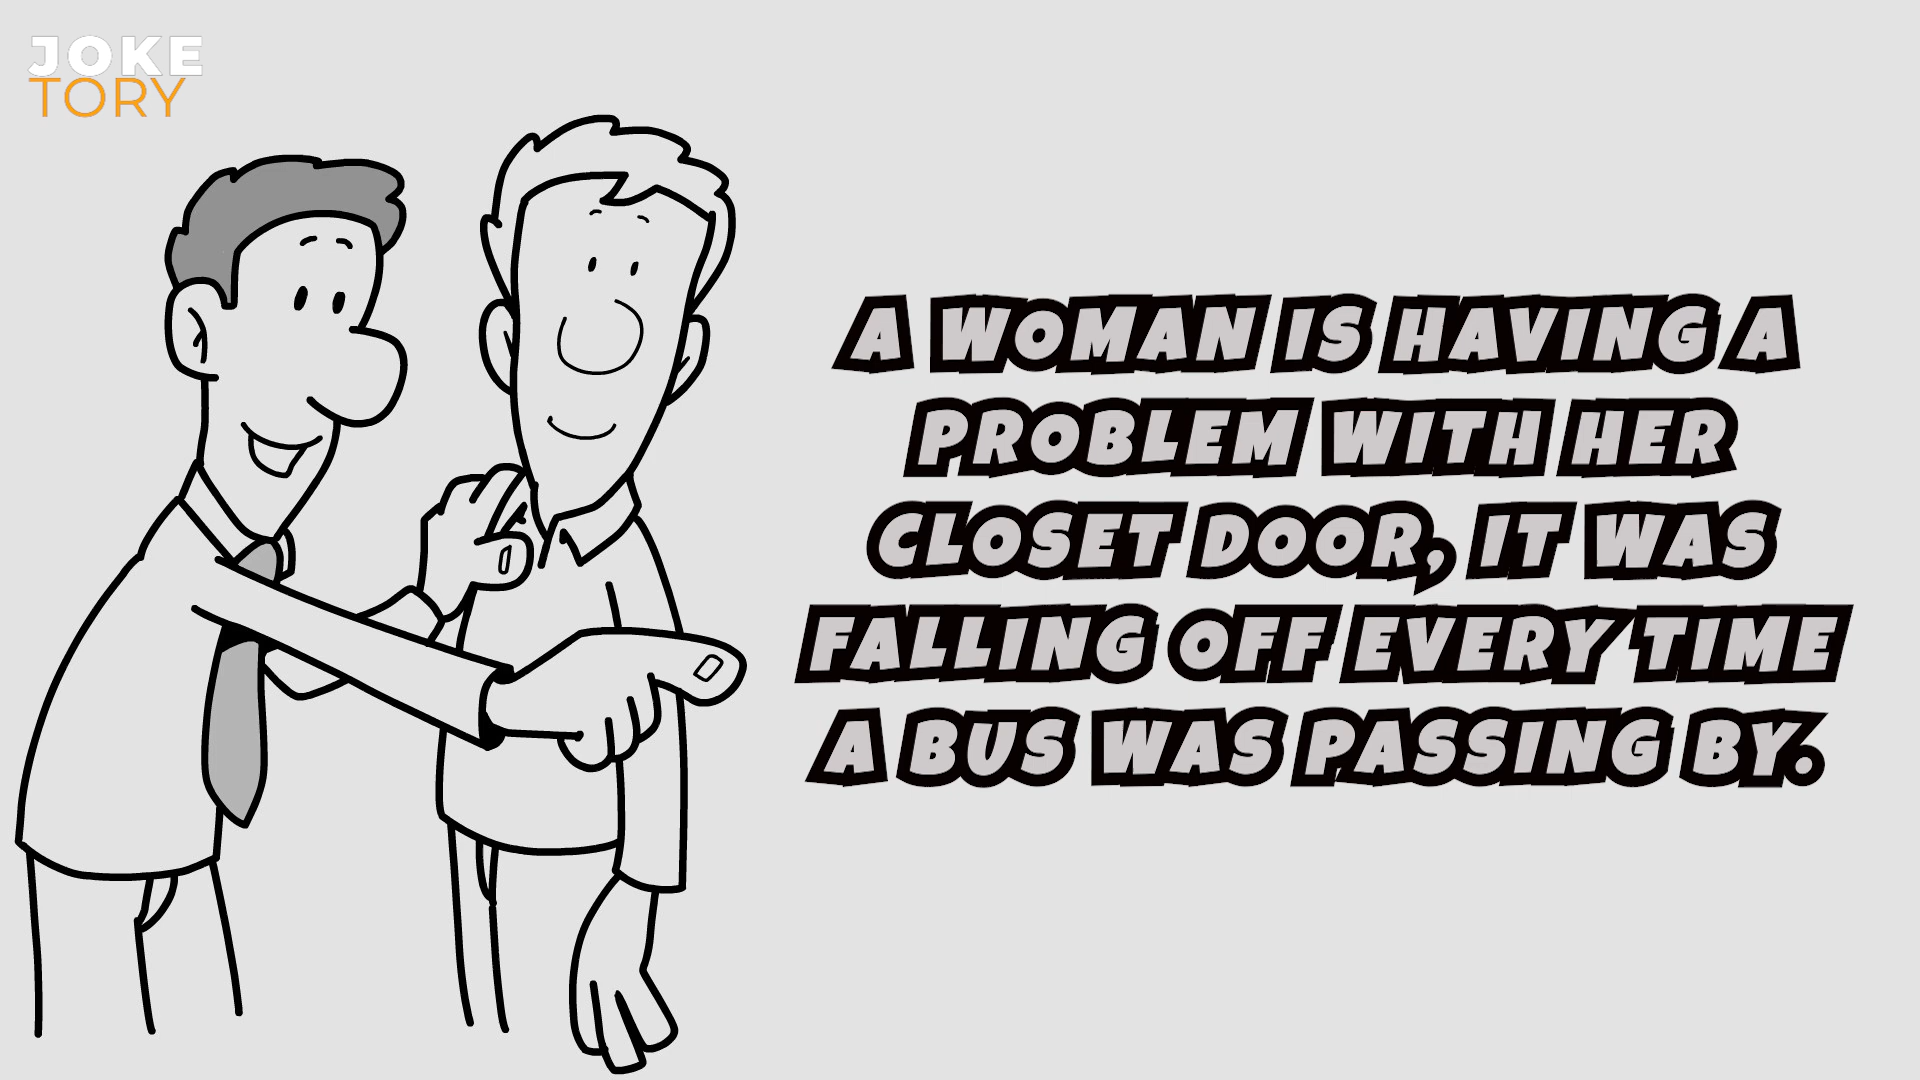 JOKE
TORY
A WOMAN IS HAVING A
PROBLEM WITH HER
CLOSET DOOR, IT WAS
FALLING OFF EVERY TIME
A BUS WAS PASSING BY.